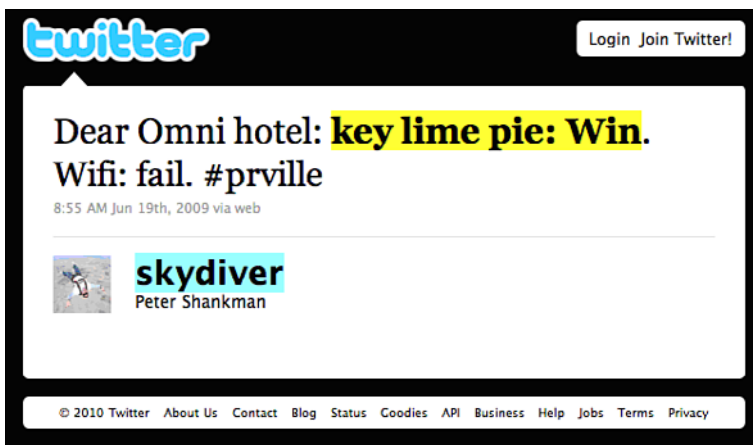 twitter
Login Join Twitter!
Dear Omni hotel: key lime pie: Win.
Wifi: fail. #prville
8:55 AM Jun 19th, 2009 via web
skydiver
Peter Shankman
© 2010 Twitter About Us Contact Blog Status Goodies API Business Help Jobs Terms Privacy